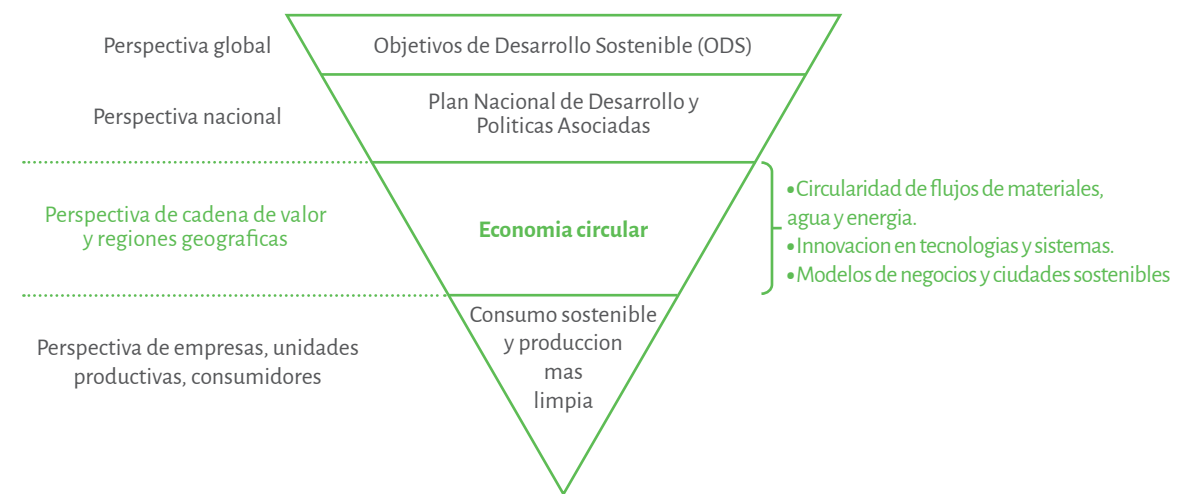 Perspectiva global
Objetivos de Desarrollo Sostenible (ODS)
Perspectiva nacional
Plan Nacional de Desarrollo y
Politicas Asociadas
Perspectiva de cadena de valor
y regiones geograficas
Economia circular
•Circularidad de flujos de materiales,
agua y energia.
•Innovacion en tecnologias y sistemas.
•Modelos de negocios y ciudades sostenibles
Perspectiva de empresas, unidades
productivas, consumidores
Consumo sostenible
y produccion
mas
limpia